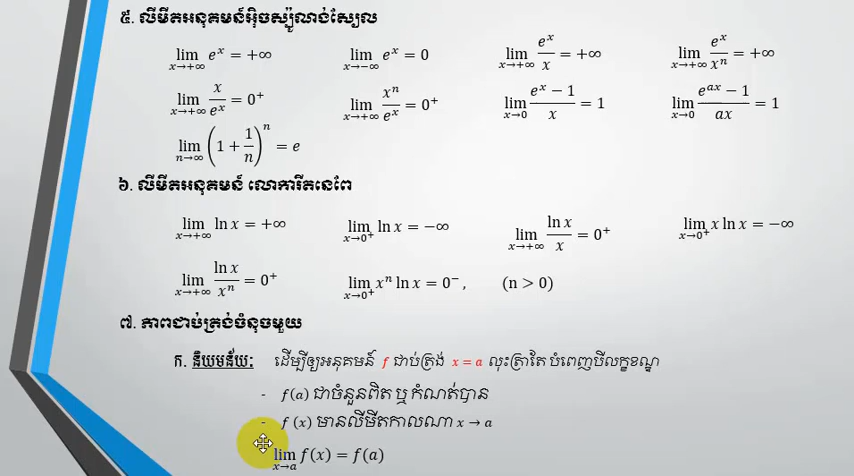 ៥. លីមីតអនុគមន៍អ៊ិចស្ប៉ូណង់ស្យែល
lim_{x→+∞} e^x = +∞    lim_{x→−∞} e^x = 0    lim_{x→+∞} e^x/x = +∞    lim_{x→+∞} e^x/x^n = +∞
lim_{x→+∞} x/e^x = 0⁺    lim_{x→+∞} x^n/e^x = 0⁺    lim_{x→0} (e^x − 1)/x = 1    lim_{x→0} (e^{ax} − 1)/(ax) = 1
lim_{n→∞} (1 + 1/n)^n = e
៦. លីមីតអនុគមន៍ លោការីតនេពែ
lim_{x→+∞} ln x = +∞    lim_{x→0⁺} ln x = −∞    lim_{x→+∞} ln x/x = 0⁺    lim_{x→0⁺} x ln x = −∞
lim_{x→+∞} ln x/x^n = 0⁺    lim_{x→0⁺} x^n ln x = 0⁻ ,    (n > 0)
៧. ភាពជាប់ត្រង់ចំនុចមួយ
ក. និយមន័យ: ដើម្បីឲ្យអនុគមន៍ f ជាប់ត្រង់ x = a លុះត្រាតែ បំពេញបីលក្ខខណ្ឌ
- f(a) ជាចំនួនពិត ឬ កំណត់បាន
- f (x) មានលីមីតកាលណា x → a
lim_{x→a} f(x) = f(a)